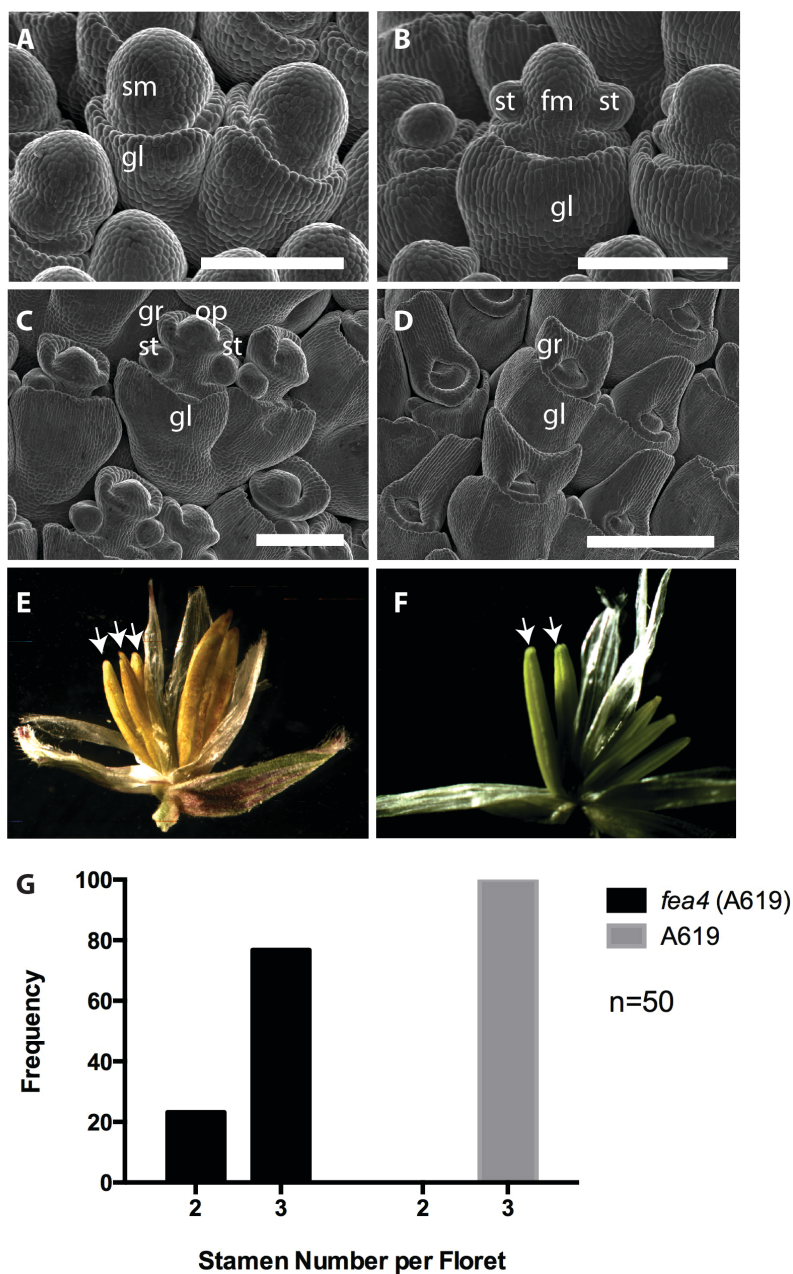 A
sm
gl
B
st fm st
gl
C
gr op
st st
gl
D
gr
gl
E
F
G
100
80
60
40
20
0
Frequency
2 3 2 3
Stamen Number per Floret
fea4 (A619)
A619
n=50